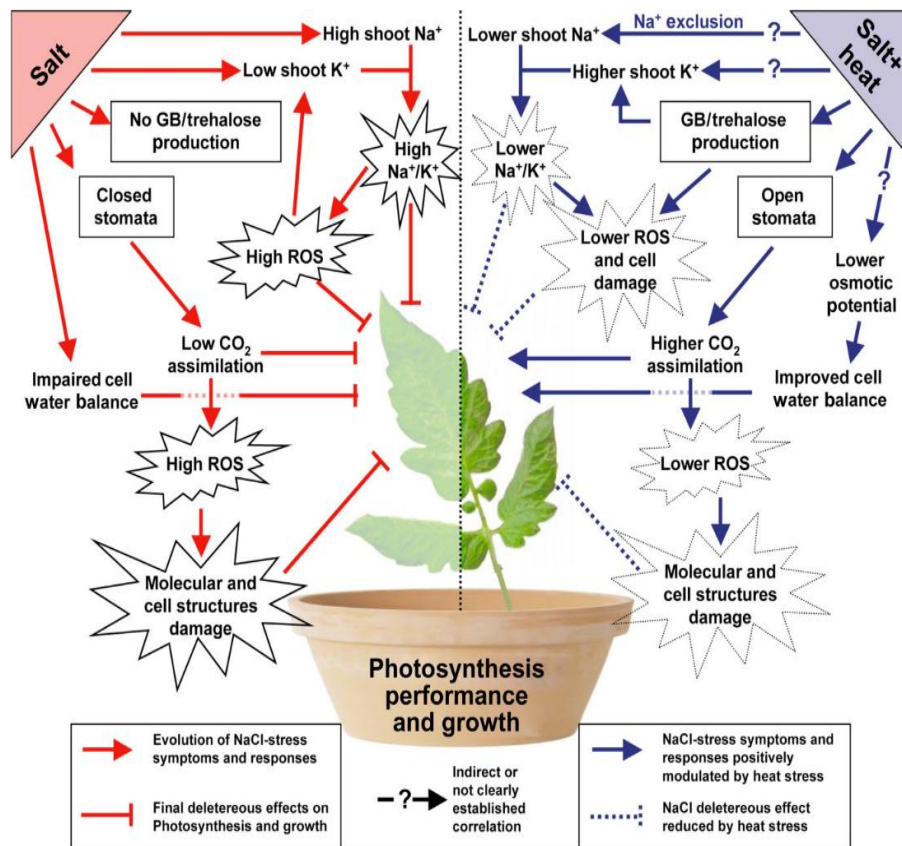 Salt
High shoot Na⁺
Low shoot K⁺
No GB/trehalose
production
High
Na⁺/K⁺
Closed
stomata
High ROS
Low CO₂
assimilation
Impaired cell
water balance
High ROS
Molecular and
cell structures
damage
Salt+
heat
Na⁺ exclusion
?
Lower shoot Na⁺
Higher shoot K⁺
?
GB/trehalose
production
Lower
Na⁺/K⁺
?
Open
stomata
Lower ROS
and cell
damage
Lower
osmotic
potential
Higher CO₂
assimilation
Improved cell
water balance
Lower ROS
Molecular and
cell structures
damage
Photosynthesis
performance
and growth
Evolution of NaCl-stress
symptoms and responses
Final deletereous effects on
Photosynthesis and growth
?
Indirect or
not clearly
established
correlation
NaCl-stress symptoms and
responses positively
modulated by heat stress
NaCl deletereous effect
reduced by heat stress